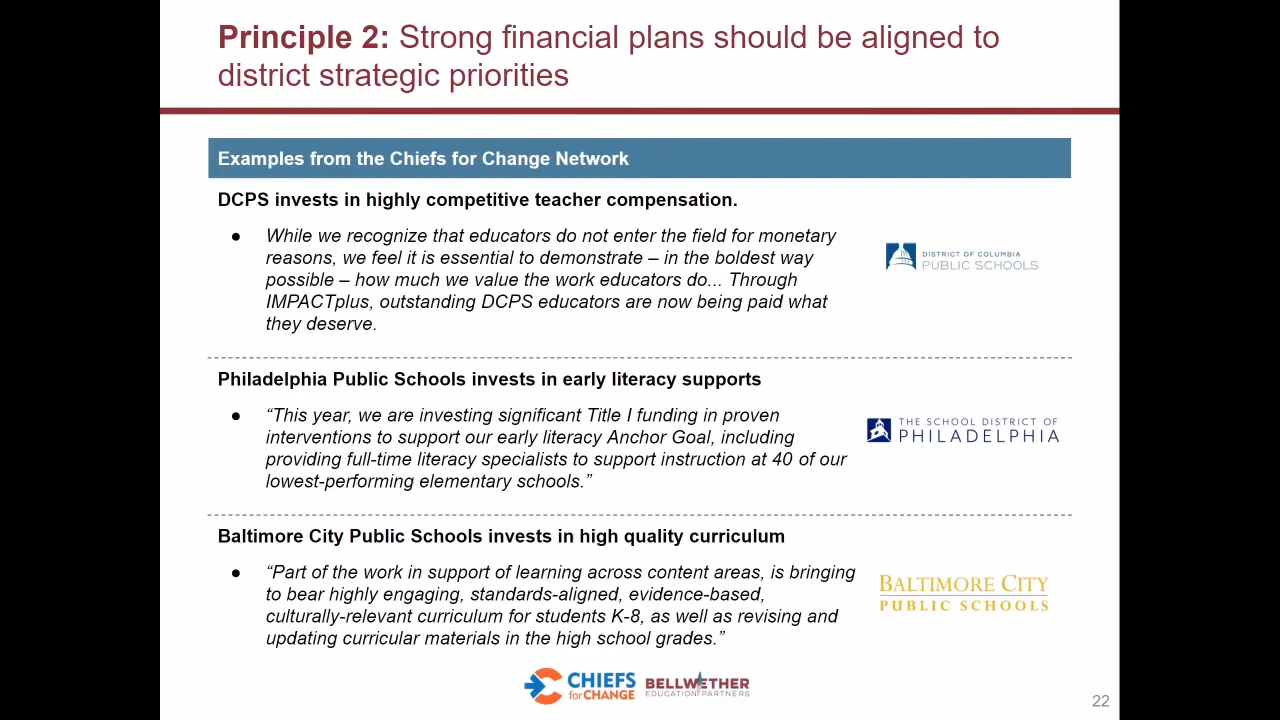 Principle 2: Strong financial plans should be aligned to
district strategic priorities
Examples from the Chiefs for Change Network
DCPS invests in highly competitive teacher compensation.
● While we recognize that educators do not enter the field for monetary
reasons, we feel it is essential to demonstrate – in the boldest way
possible – how much we value the work educators do... Through
IMPACTplus, outstanding DCPS educators are now being paid what
they deserve.
DISTRICT OF COLUMBIA
PUBLIC SCHOOLS
Philadelphia Public Schools invests in early literacy supports
● “This year, we are investing significant Title I funding in proven
interventions to support our early literacy Anchor Goal, including
providing full-time literacy specialists to support instruction at 40 of our
lowest-performing elementary schools.”
THE SCHOOL DISTRICT OF
PHILADELPHIA
Baltimore City Public Schools invests in high quality curriculum
● “Part of the work in support of learning across content areas, is bringing
to bear highly engaging, standards-aligned, evidence-based,
culturally-relevant curriculum for students K-8, as well as revising and
updating curricular materials in the high school grades.”
BALTIMORE CITY
PUBLIC SCHOOLS
CHIEFS
for CHANGE
BELLWETHER
EDUCATION PARTNERS
22